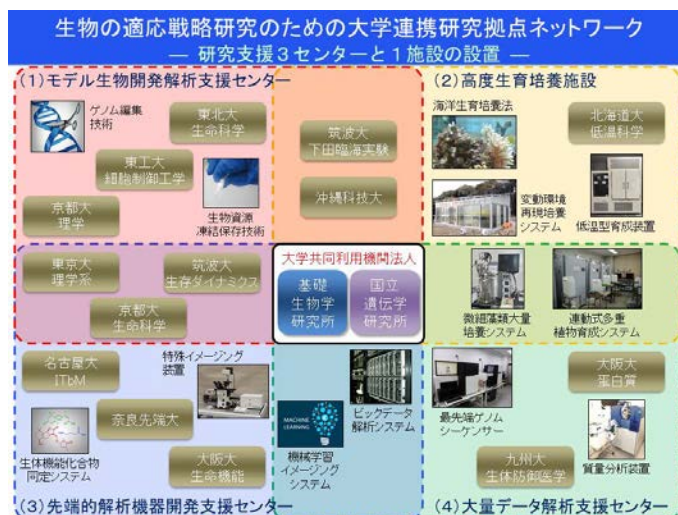 生物の適応戦略研究のための大学連携研究拠点ネットワーク
― 研究支援3センターと1施設の設置 ―
(1)モデル生物開発解析支援センター
ゲノム編集
技術
東北大
生命科学
東工大
細胞制御工学
京都大
理学
生物資源
凍結保存技術
筑波大
下田臨海実験
沖縄科技大
(2)高度生育培養施設
海洋生育培養法
北海道大
低温科学
変動環境
再現培養
システム
低温型育成装置
東京大
理学系
筑波大
生存ダイナミクス
京都大
生命科学
大学共同利用機関法人
基礎
生物学
研究所
国立
遺伝学
研究所
微細藻類大量
培養システム
連動式多重
植物育成システム
名古屋大
ITbM
特殊イメージング
装置
奈良先端大
生体機能化合物
同定システム
大阪大
生命機能
MACHINE
LEARNING
機械学習
イメージング
システム
ビックデータ
解析システム
大阪大
蛋白質
最先端ゲノム
シーケンサー
九州大
生体防御医学
質量分析装置
(3)先端的解析機器開発支援センター
(4)大量データ解析支援センター